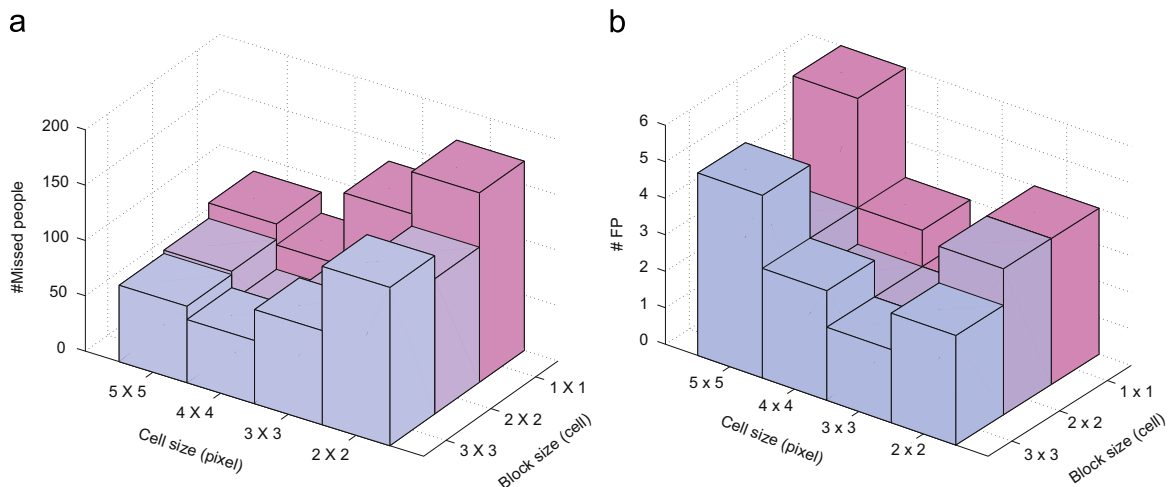 a
200
150
100
50
0
#Missed people
5 X 5
4 X 4
3 X 3
2 X 2
Cell size (pixel)
1 X 1
2 X 2
3 X 3
Block size (cell)
b
6
5
4
3
2
1
0
# FP
5 x 5
4 x 4
3 x 3
2 x 2
Cell size (pixel)
1 x 1
2 x 2
3 x 3
Block size (cell)